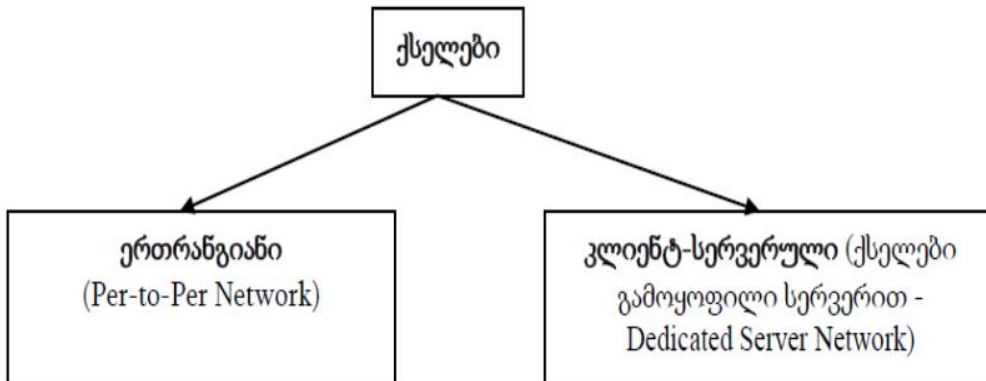 ქსელები
ერთრანგიანი
(Per-to-Per Network)
კლიენტ-სერვერული (ქსელები
გამოყოფილი სერვერით -
Dedicated Server Network)